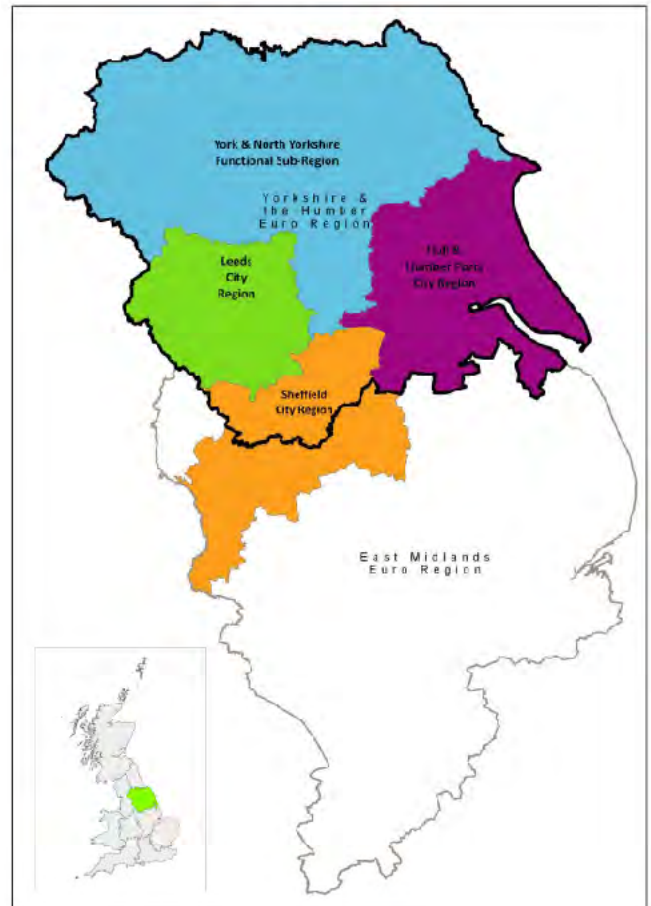 York & North Yorkshire
Functional Sub-Region
Yorkshire &
the Humber
Euro Region
Leeds
City
Region
Hull &
Humber Ports
City Region
Sheffield
City Region
East Midlands
Euro Region